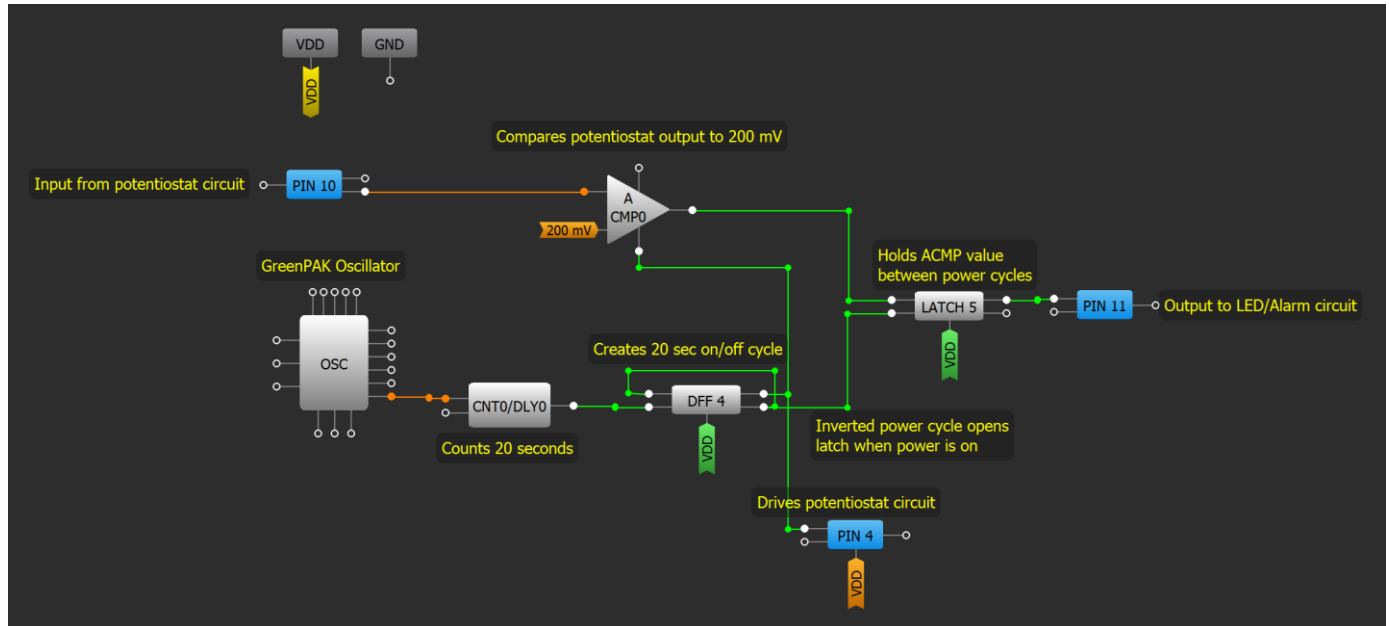 VDD
GND
VDD
Compares potentiostat output to 200 mV
Input from potentiostat circuit
PIN 10
A
CMP0
200 mV
GreenPAK Oscillator
Holds ACMP value
between power cycles
LATCH 5
PIN 11
Output to LED/Alarm circuit
VDD
OSC
Creates 20 sec on/off cycle
CNT0/DLY0
DFF 4
Counts 20 seconds
VDD
Inverted power cycle opens
latch when power is on
Drives potentiostat circuit
PIN 4
VDD